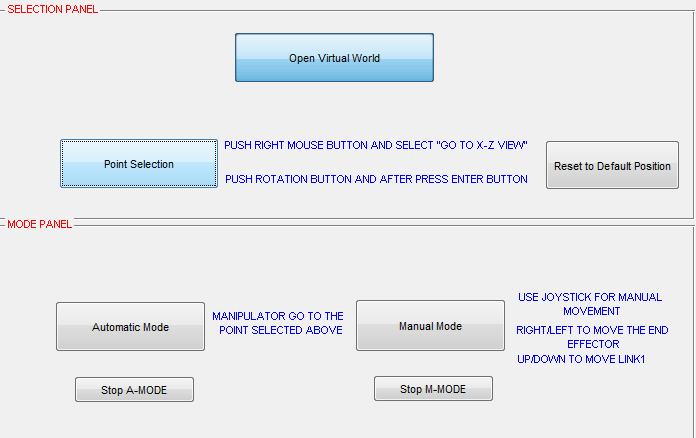 SELECTION PANEL
Open Virtual World
PUSH RIGHT MOUSE BUTTON AND SELECT "GO TO X-Z VIEW"
Point Selection
Reset to Default Position
PUSH ROTATION BUTTON AND AFTER PRESS ENTER BUTTON
MODE PANEL
Automatic Mode
MANIPULATOR GO TO THE
POINT SELECTED ABOVE
Manual Mode
USE JOYSTICK FOR MANUAL
MOVEMENT
RIGHT/LEFT TO MOVE THE END
EFFECTOR
UP/DOWN TO MOVE LINK1
Stop A-MODE
Stop M-MODE